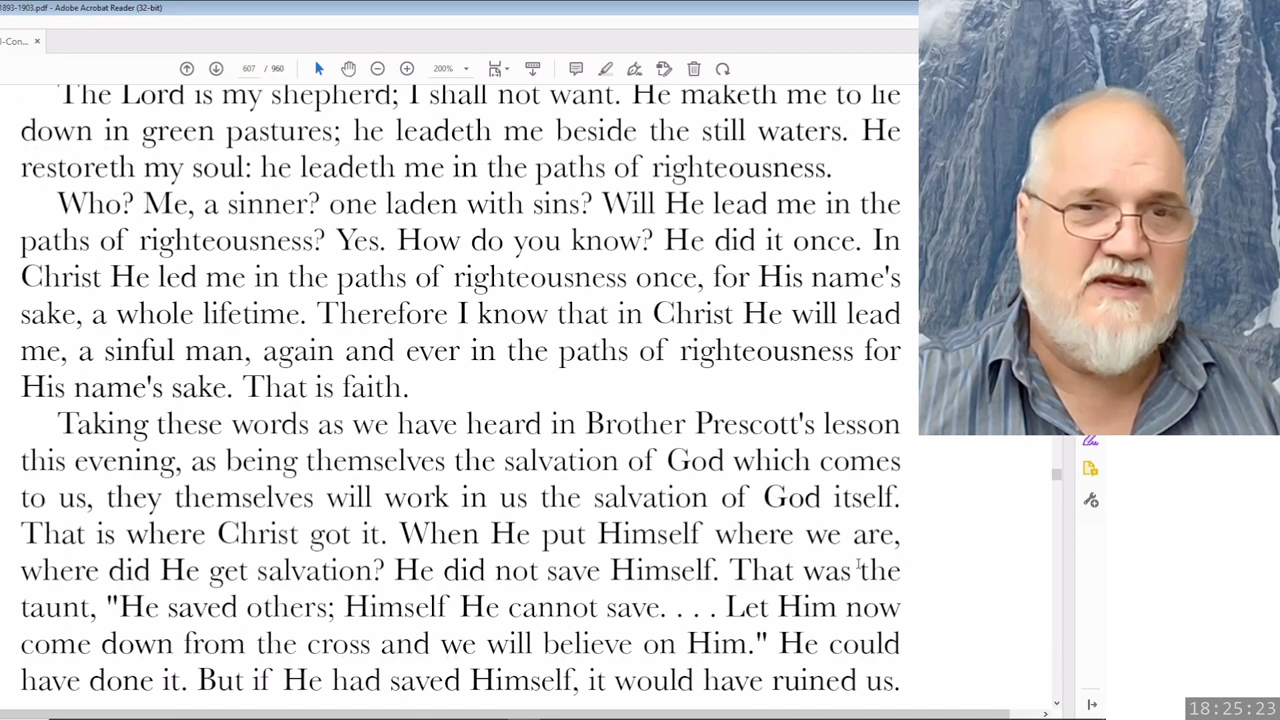 1893-1903.pdf - Adobe Acrobat Reader (32-bit)
l-Con... ×
607 / 960
200%
The Lord is my shepherd; I shall not want. He maketh me to lie
down in green pastures; he leadeth me beside the still waters. He
restoreth my soul: he leadeth me in the paths of righteousness.
Who? Me, a sinner? one laden with sins? Will He lead me in the
paths of righteousness? Yes. How do you know? He did it once. In
Christ He led me in the paths of righteousness once, for His name's
sake, a whole lifetime. Therefore I know that in Christ He will lead
me, a sinful man, again and ever in the paths of righteousness for
His name's sake. That is faith.
Taking these words as we have heard in Brother Prescott's lesson
this evening, as being themselves the salvation of God which comes
to us, they themselves will work in us the salvation of God itself.
That is where Christ got it. When He put Himself where we are,
where did He get salvation? He did not save Himself. That was the
taunt, "He saved others; Himself He cannot save. . . . Let Him now
come down from the cross and we will believe on Him." He could
have done it. But if He had saved Himself, it would have ruined us.
18:25:23